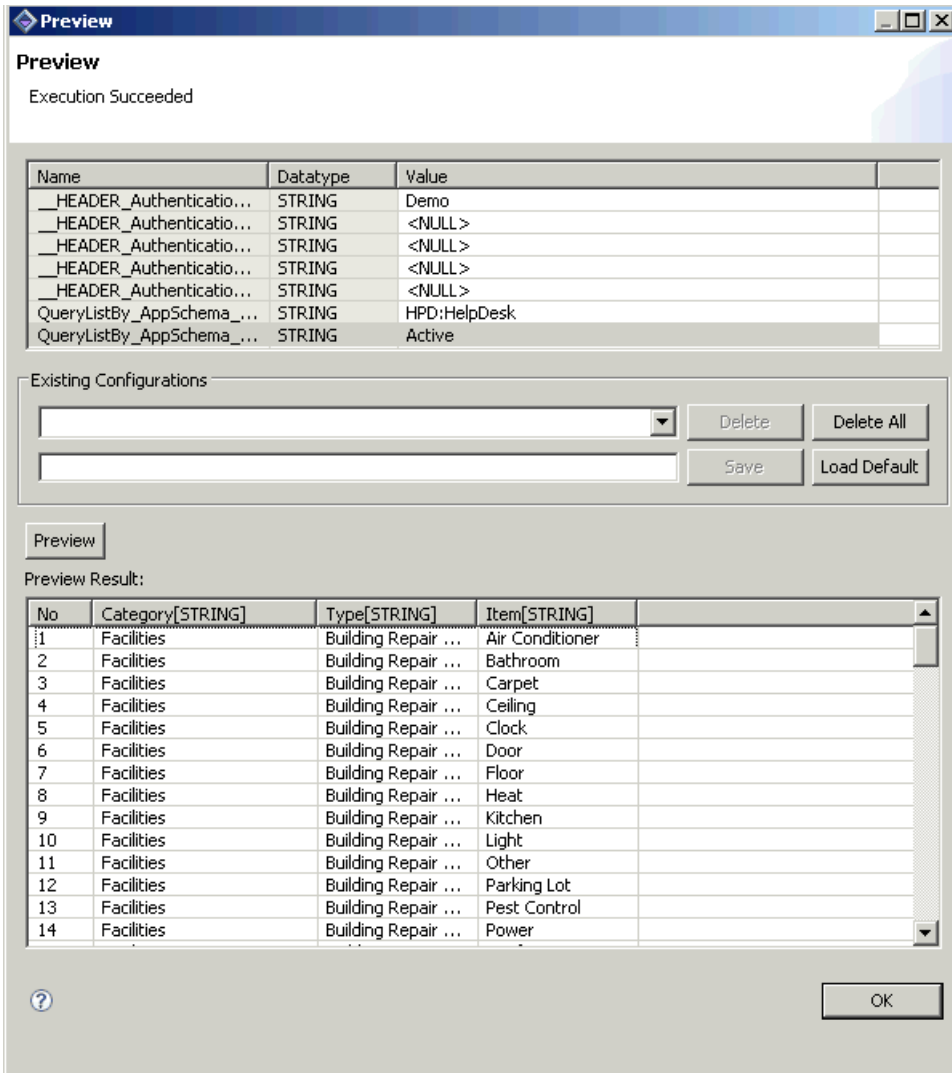 Preview
Preview
Execution Succeeded
Name Datatype Value
__HEADER_Authenticatio... STRING Demo
__HEADER_Authenticatio... STRING <NULL>
__HEADER_Authenticatio... STRING <NULL>
__HEADER_Authenticatio... STRING <NULL>
__HEADER_Authenticatio... STRING <NULL>
QueryListBy_AppSchema_... STRING HPD:HelpDesk
QueryListBy_AppSchema_... STRING Active
Existing Configurations
Delete Delete All
Save Load Default
Preview
Preview Result:
No Category[STRING] Type[STRING] Item[STRING]
1 Facilities Building Repair ... Air Conditioner
2 Facilities Building Repair ... Bathroom
3 Facilities Building Repair ... Carpet
4 Facilities Building Repair ... Ceiling
5 Facilities Building Repair ... Clock
6 Facilities Building Repair ... Door
7 Facilities Building Repair ... Floor
8 Facilities Building Repair ... Heat
9 Facilities Building Repair ... Kitchen
10 Facilities Building Repair ... Light
11 Facilities Building Repair ... Other
12 Facilities Building Repair ... Parking Lot
13 Facilities Building Repair ... Pest Control
14 Facilities Building Repair ... Power
?
OK